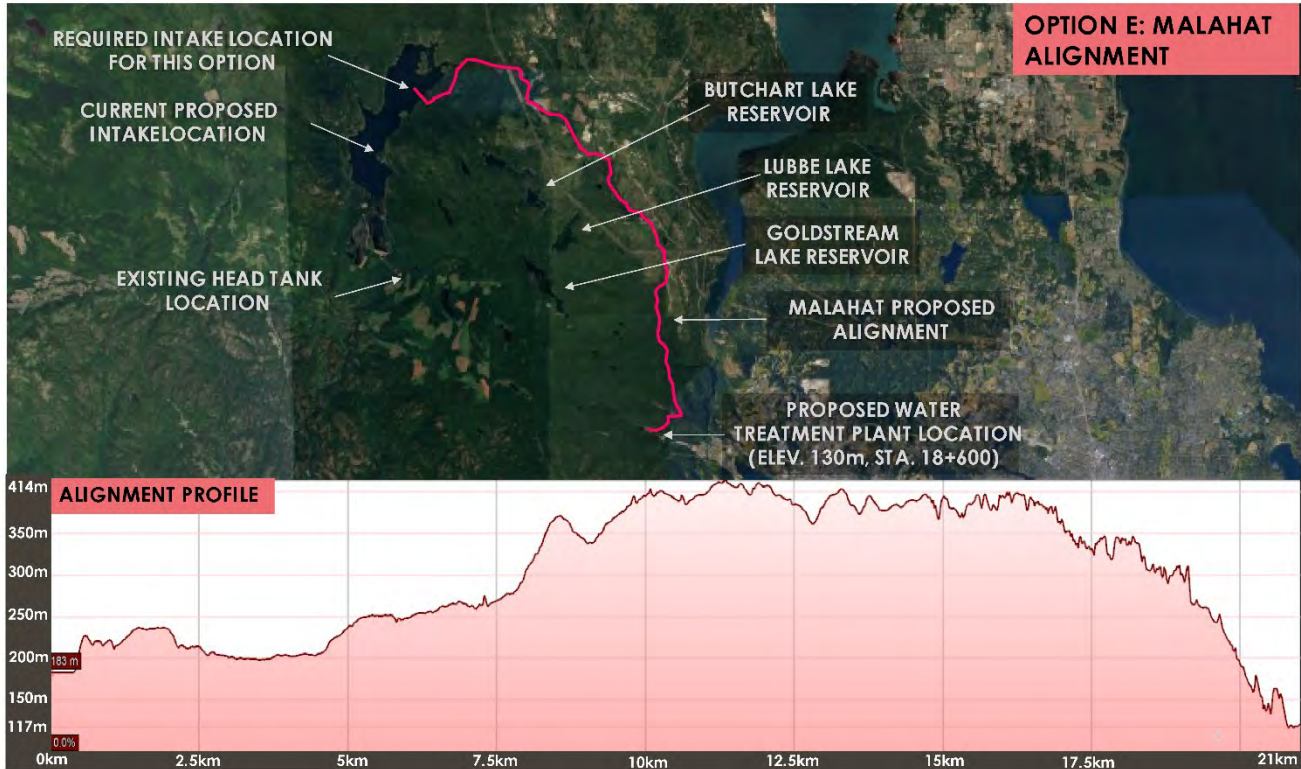 OPTION E: MALAHAT
ALIGNMENT
REQUIRED INTAKE LOCATION
FOR THIS OPTION
CURRENT PROPOSED
INTAKELOCATION
EXISTING HEAD TANK
LOCATION
BUTCHART LAKE
RESERVOIR
LUBBE LAKE
RESERVOIR
GOLDSTREAM
LAKE RESERVOIR
MALAHAT PROPOSED
ALIGNMENT
PROPOSED WATER
TREATMENT PLANT LOCATION
(ELEV. 130m, STA. 18+600)
ALIGNMENT PROFILE
414m
350m
300m
250m
200m
183 m
150m
117m
0.0%
0km
2.5km
5km
7.5km
10km
12.5km
15km
17.5km
21km